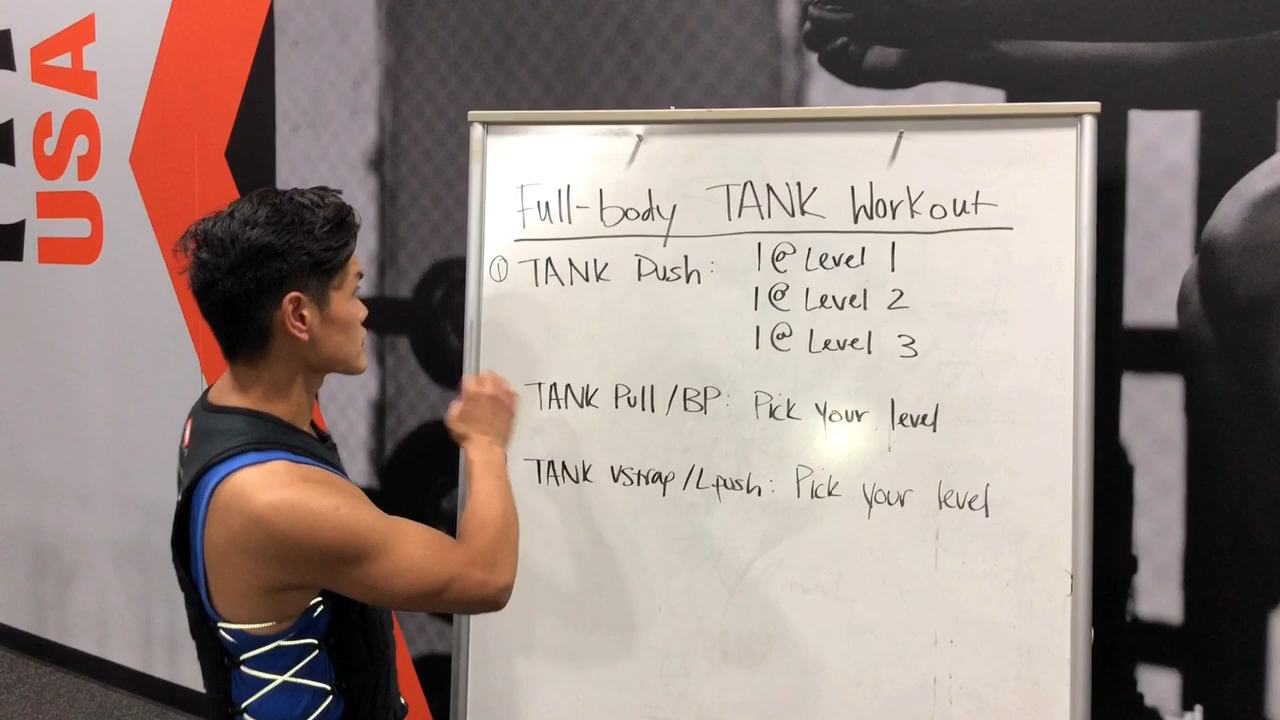 USA
Full-body TANK Workout
① TANK Push: 1@ Level 1
1@ Level 2
1@ Level 3
TANK Pull/BP: Pick your level
TANK Vstrap/Lpush: Pick your level